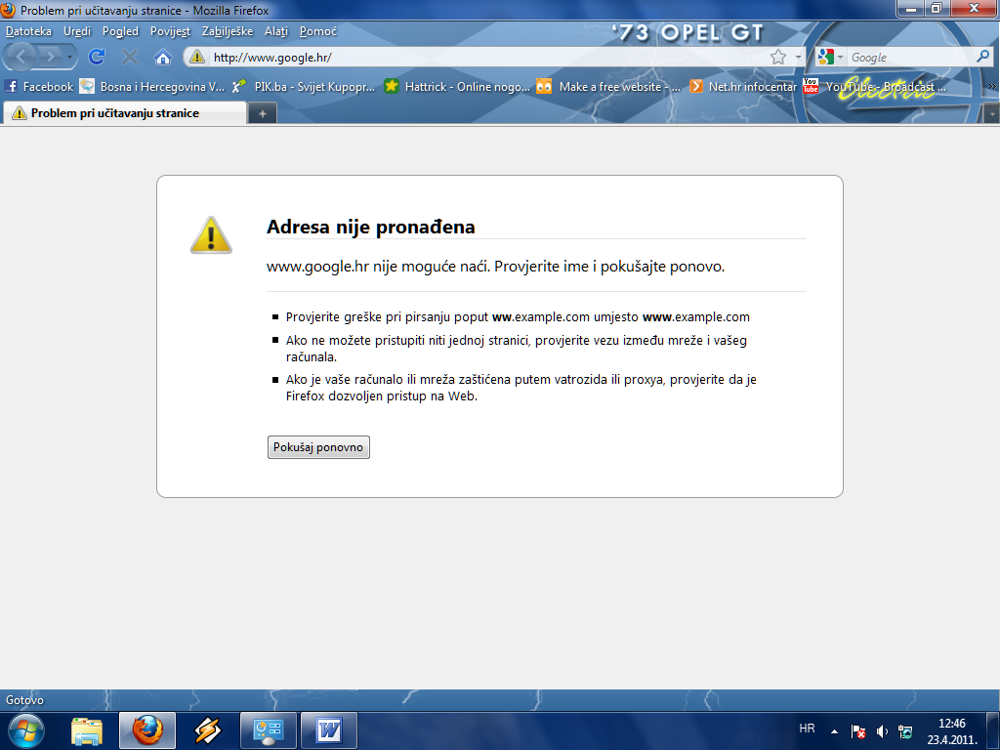 Problem pri učitavanju stranice - Mozilla Firefox
Datoteka Uredi Pogled Povijest Zabilješke Alati Pomoć
'73 OPEL GT
http://www.google.hr/
Google
Facebook Bosna i Hercegovina V... PIK.ba - Svijet Kupopr... Hattrick - Online nogo... Make a free website - ... Net.hr infocentar YouTube - Broadcast ...
Electric
Problem pri učitavanju stranice
Adresa nije pronađena
www.google.hr nije moguće naći. Provjerite ime i pokušajte ponovo.
Provjerite greške pri pirsanju poput ww.example.com umjesto www.example.com
Ako ne možete pristupiti niti jednoj stranici, provjerite vezu između mreže i vašeg
računala.
Ako je vaše računalo ili mreža zaštićena putem vatrozida ili proxya, provjerite da je
Firefox dozvoljen pristup na Web.
Pokušaj ponovno
Gotovo
HR
12:46
23.4.2011.